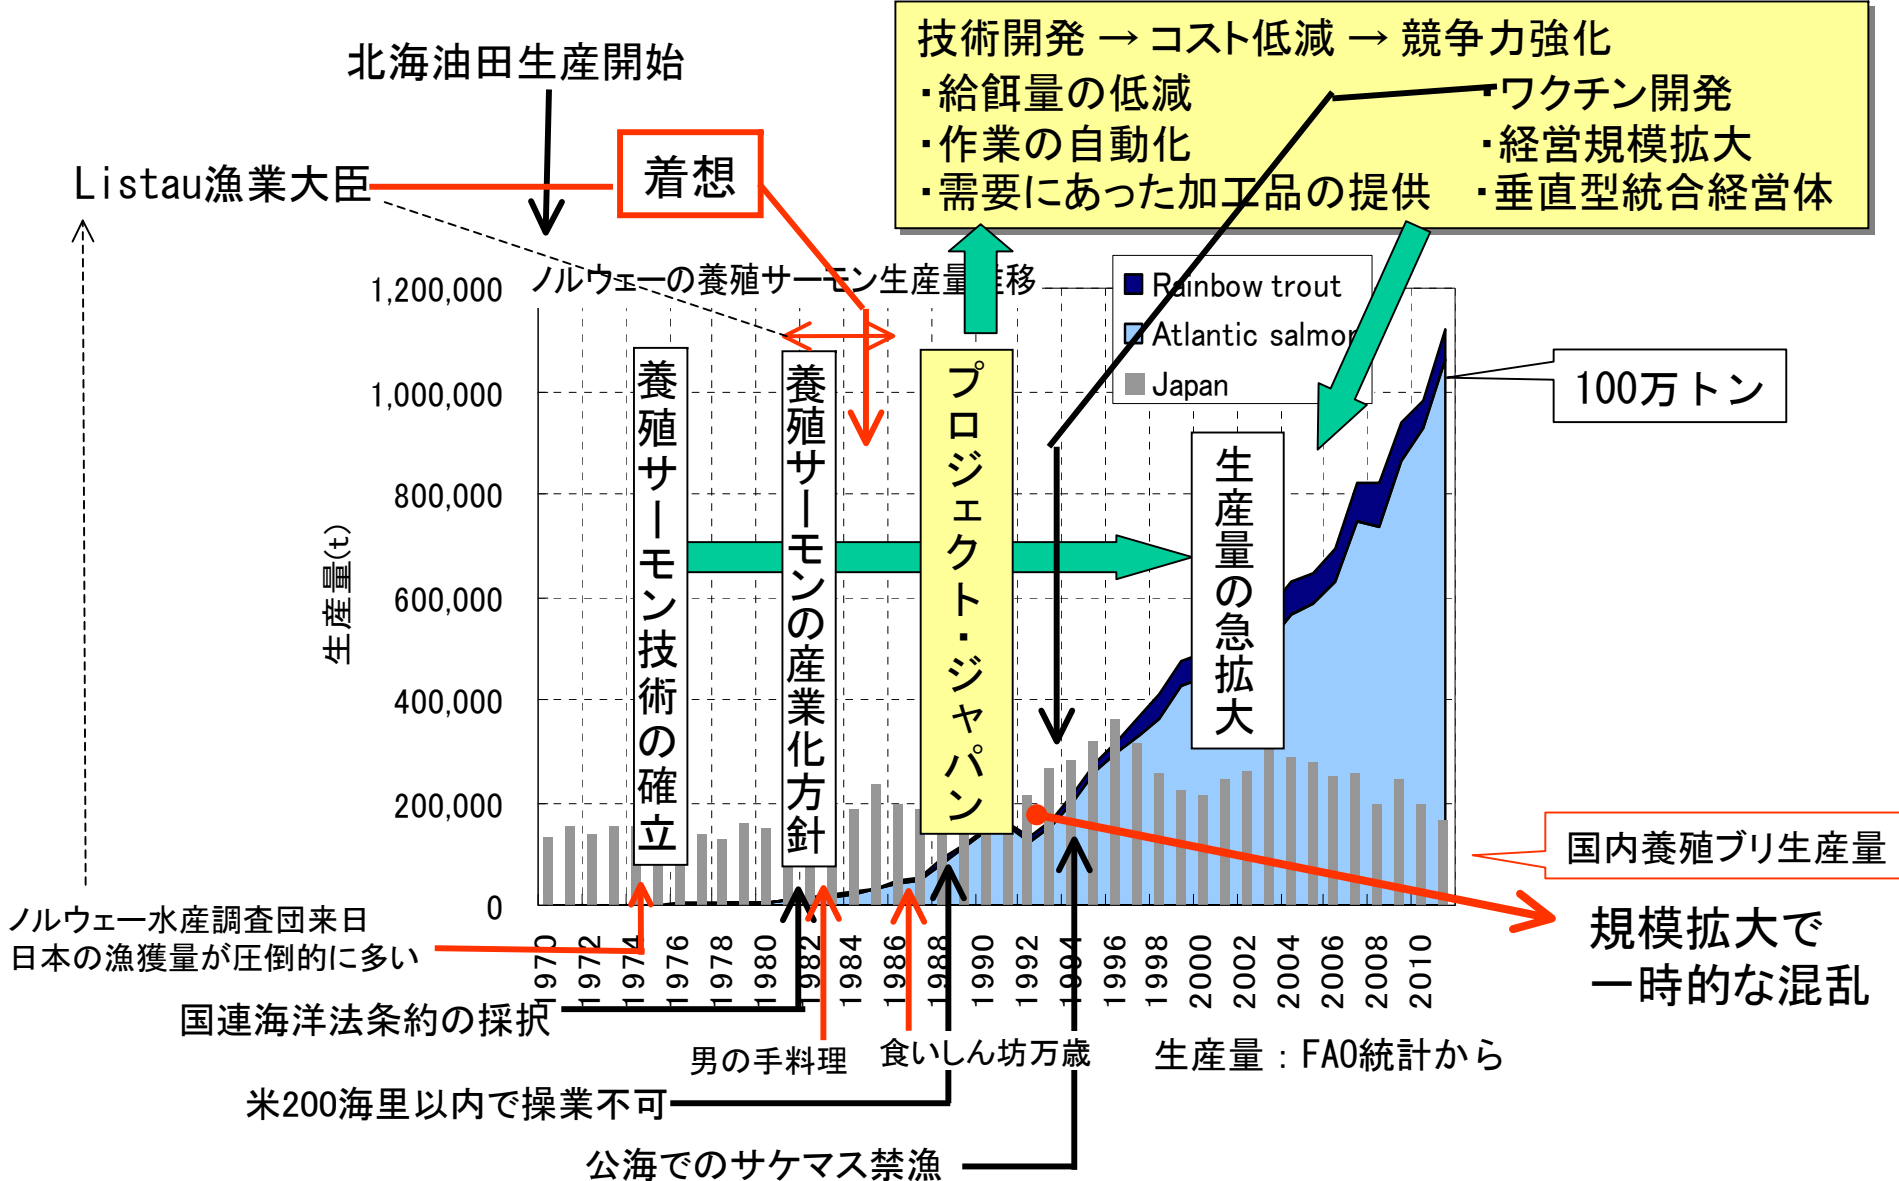 北海油田生産開始
Listau漁業大臣
着想
技術開発 → コスト低減 → 競争力強化
・給餌量の低減
・ワクチン開発
・作業の自動化
・経営規模拡大
・需要にあった加工品の提供
・垂直型統合経営体
ノルウェーの養殖サーモン生産量推移
Rainbow trout
Atlantic salmon
Japan
1,200,000
1,000,000
800,000
600,000
400,000
200,000
0
生産量(t)
養殖サーモン技術の確立
養殖サーモンの産業化方針
プロジェクト・ジャパン
生産量の急拡大
100万トン
国内養殖ブリ生産量
規模拡大で
一時的な混乱
1970
1972
1974
1976
1978
1980
1982
1984
1986
1988
1990
1992
1994
1996
1998
2000
2002
2004
2006
2008
2010
ノルウェー水産調査団来日
日本の漁獲量が圧倒的に多い
国連海洋法条約の採択
男の手料理
食いしん坊万歳
生産量：FAO統計から
米200海里以内で操業不可
公海でのサケマス禁漁